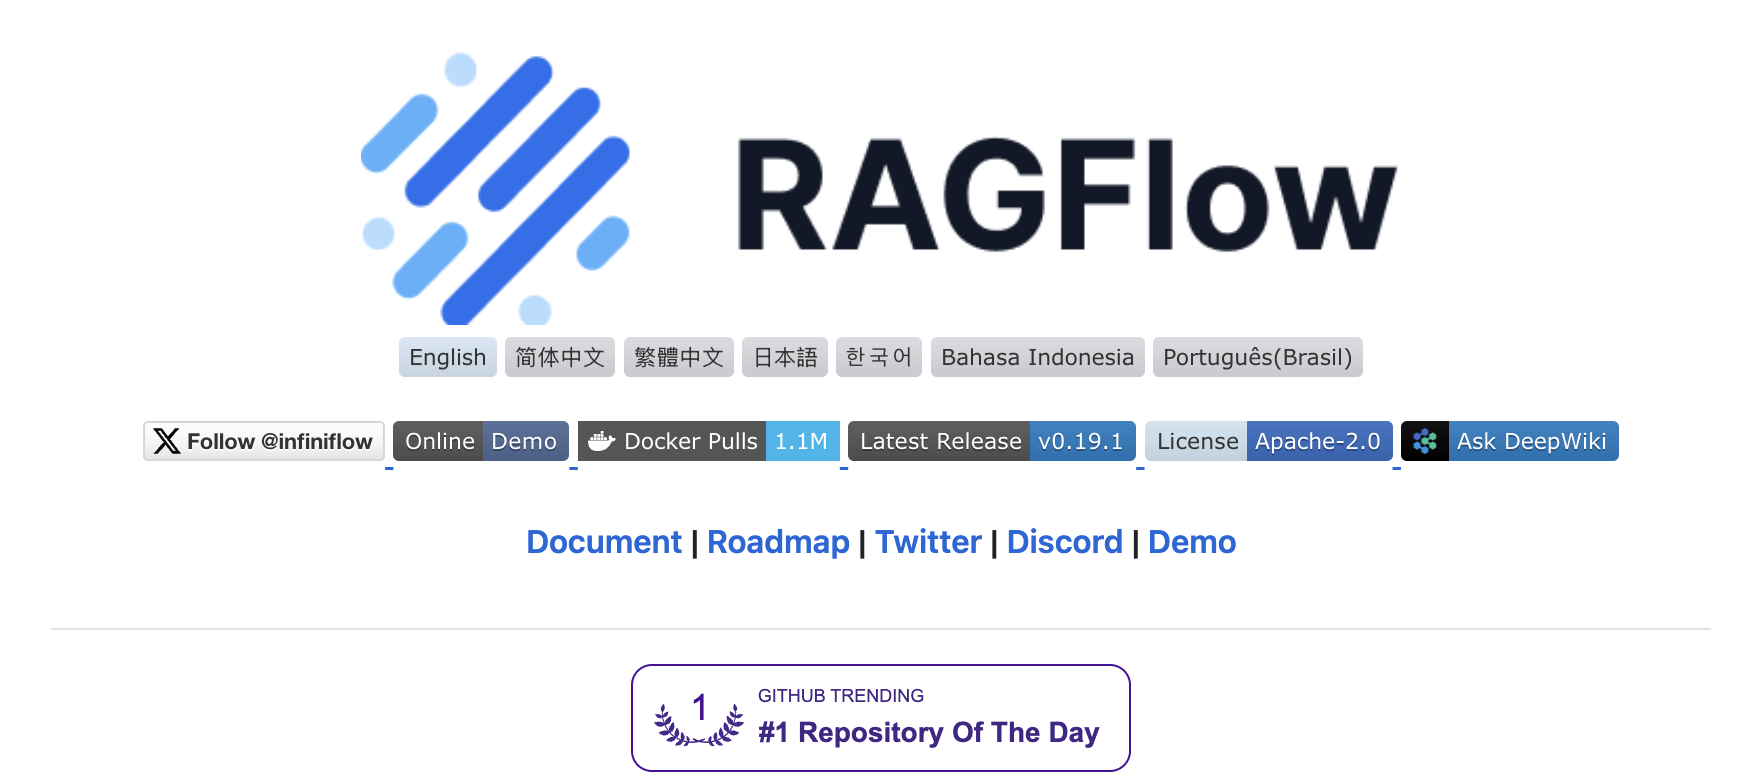 RAGFlow
English 简体中文 繁體中文 日本語 한국어 Bahasa Indonesia Português(Brasil)
Follow @infiniflow Online Demo Docker Pulls 1.1M Latest Release v0.19.1 License Apache-2.0 Ask DeepWiki
Document | Roadmap | Twitter | Discord | Demo
GITHUB TRENDING
1 #1 Repository Of The Day